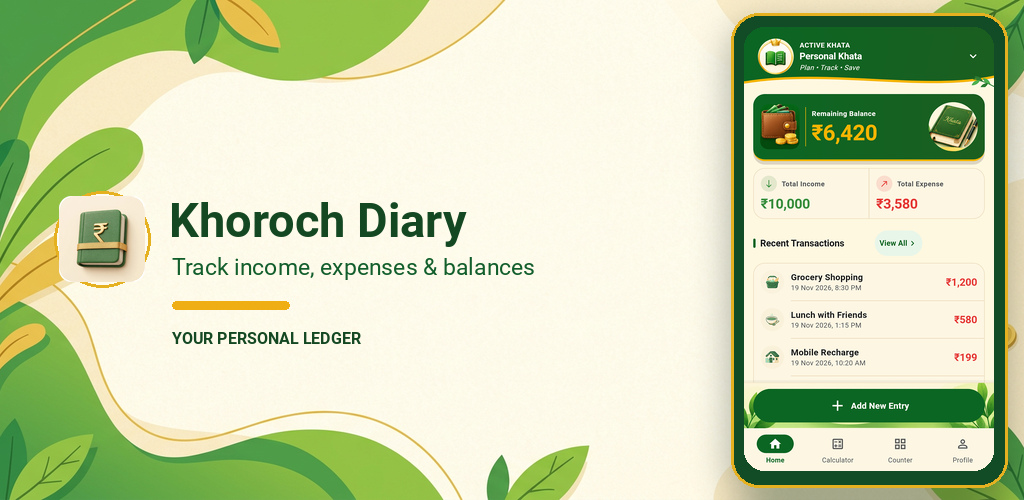 Khoroch Diary
Track income, expenses & balances
YOUR PERSONAL LEDGER
ACTIVE KHATA
Personal Khata
Plan • Track • Save
Remaining Balance
₹6,420
Khata
Total Income
₹10,000
Total Expense
₹3,580
Recent Transactions
View All
Grocery Shopping
19 Nov 2026, 8:30 PM
₹1,200
Lunch with Friends
19 Nov 2026, 1:15 PM
₹580
Mobile Recharge
19 Nov 2026, 10:20 AM
₹199
Add New Entry
Home
Calculator
Counter
Profile